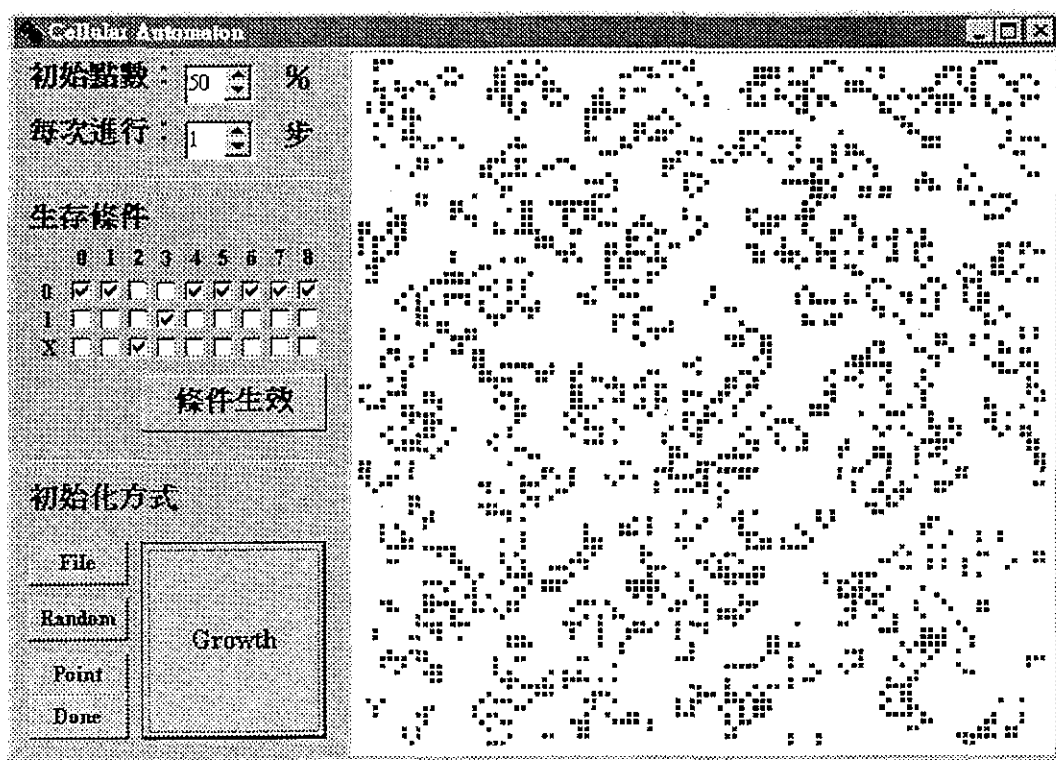 Cellular Automaton
初始點數： 50 %
每次進行： 1 步
生存條件
0 1 2 3 4 5 6 7 8
0
1
X
條件生效
初始化方式
File
Random
Point
Done
Growth